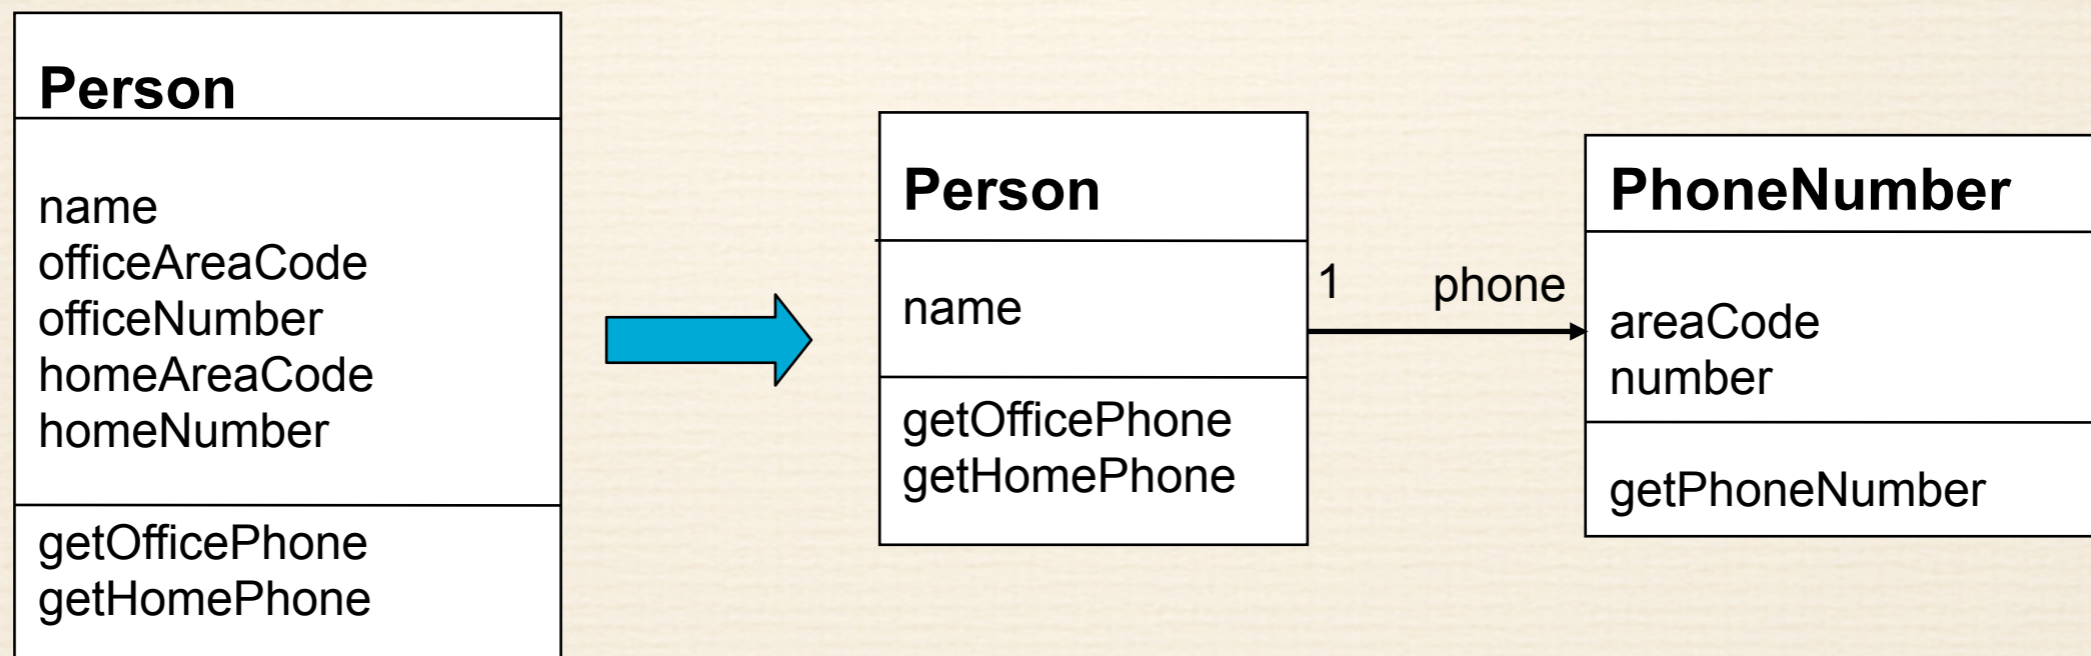 Person
name
officeAreaCode
officeNumber
homeAreaCode
homeNumber
getOfficePhone
getHomePhone
Person
name
getOfficePhone
getHomePhone
1
phone
PhoneNumber
areaCode
number
getPhoneNumber